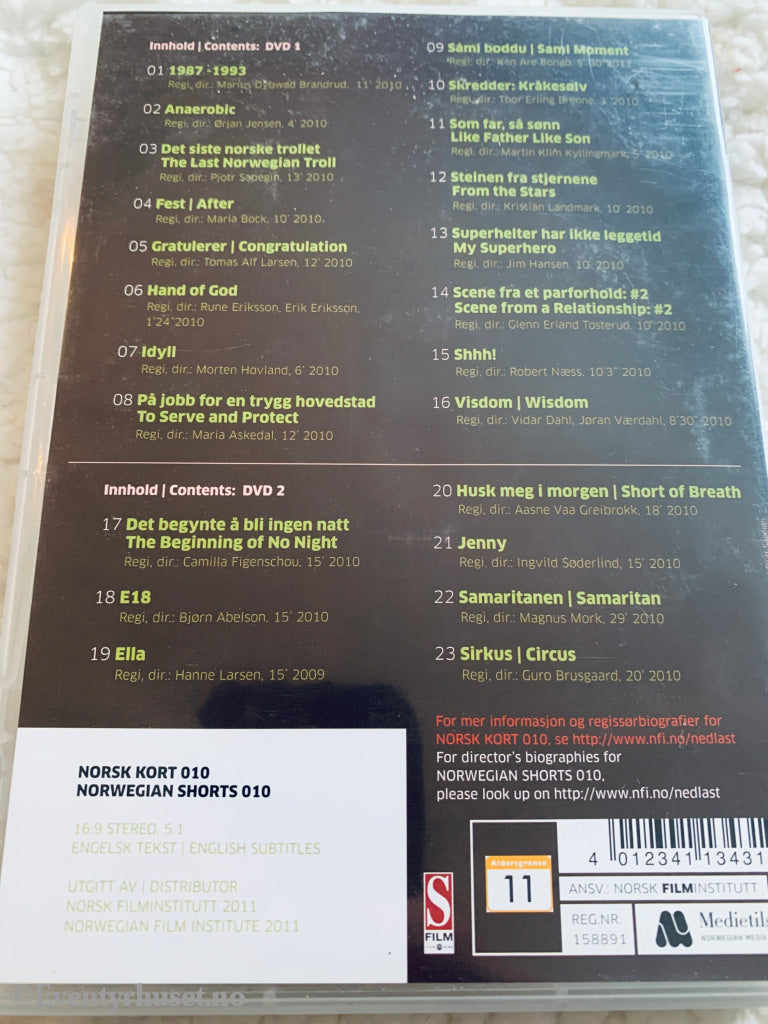 Innhold | Contents: DVD 1
01 1987 -1993
Regi, dir.: Marius Dybwad Brandrud, 11' 2010
02 Anaerobic
Regi, dir.: Ørjan Jensen, 4' 2010
03 Det siste norske trollet
The Last Norwegian Troll
Regi, dir.: Pjotr Sapegin, 13' 2010
04 Fest | After
Regi, dir.: Maria Bock, 10' 2010
05 Gratulerer | Congratulation
Regi, dir.: Tomas Alf Larsen, 12' 2010
06 Hand of God
Regi, dir.: Rune Eriksson, Erik Eriksson,
1'24"2010
07 Idyll
Regi, dir.: Morten Hovland, 6' 2010
08 På jobb for en trygg hovedstad
To Serve and Protect
Regi, dir.: Maria Askedal, 12' 2010
09 Sámi boddu | Sami Moment
Regi, dir.: Ken Are Bongo, 5' 2011
10 Skredder: Kråkesølv
Regi, dir.: Thor Erling Brenne, 3' 2010
11 Som far, så sønn
Like Father Like Son
Regi, dir.: Martin Klim Kyllingmark, 5' 2010
12 Steinen fra stjernene
From the Stars
Regi, dir.: Kristian Landmark, 10' 2010
13 Superhelter har ikke leggetid
My Superhero
Regi, dir.: Jim Hansen, 10' 2010
14 Scene fra et parforhold: #2
Scene from a Relationship: #2
Regi, dir.: Glenn Erland Tosterud, 10' 2010
15 Shhh!
Regi, dir.: Robert Næss, 10'3" 2010
16 Visdom | Wisdom
Regi, dir.: Vidar Dahl, Jøran Værdahl, 8'30" 2010
Innhold | Contents: DVD 2
17 Det begynte å bli ingen natt
The Beginning of No Night
Regi, dir.: Camilla Figenschou, 15' 2010
18 E18
Regi, dir.: Bjørn Abelson, 15' 2010
19 Ella
Regi, dir.: Hanne Larsen, 15' 2009
20 Husk meg i morgen | Short of Breath
Regi, dir.: Aasne Vaa Greibrokk, 18' 2010
21 Jenny
Regi, dir.: Ingvild Søderlind, 15' 2010
22 Samaritanen | Samaritan
Regi, dir.: Magnus Mork, 29' 2010
23 Sirkus | Circus
Regi, dir.: Guro Brusgaard, 20' 2010
For mer informasjon og regissørbiografier for
NORSK KORT 010, se http://www.nfi.no/nedlast
For director's biographies for
NORWEGIAN SHORTS 010,
please look up on http://www.nfi.no/nedlast
NORSK KORT 010
NORWEGIAN SHORTS 010
16:9 STEREO, 5.1
ENGELSK TEKST | ENGLISH SUBTITLES
UTGITT AV | DISTRIBUTOR
NORSK FILMINSTITUTT 2011
NORWEGIAN FILM INSTITUTE 2011
S
FILM
Aldersgrense
11
4 012341 13431
ANSV.: NORSK FILMINSTITUTT
REG.NR.
158891
Medietils
NORWEGIAN MEDIA
©Eventyrhuset.no